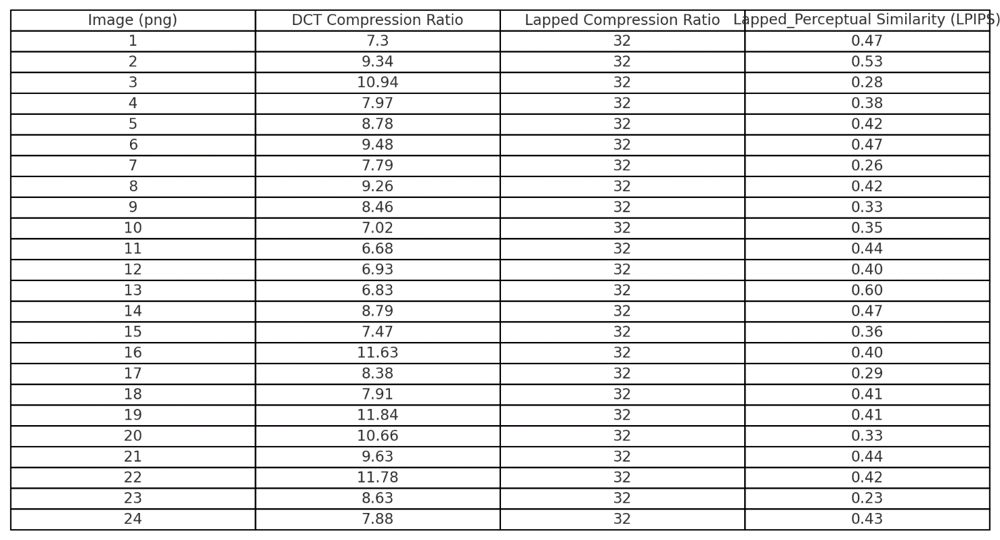 Image (png) DCT Compression Ratio Lapped Compression Ratio Lapped_Perceptual Similarity (LPIPS)
1 7.3 32 0.47
2 9.34 32 0.53
3 10.94 32 0.28
4 7.97 32 0.38
5 8.78 32 0.42
6 9.48 32 0.47
7 7.79 32 0.26
8 9.26 32 0.42
9 8.46 32 0.33
10 7.02 32 0.35
11 6.68 32 0.44
12 6.93 32 0.40
13 6.83 32 0.60
14 8.79 32 0.47
15 7.47 32 0.36
16 11.63 32 0.40
17 8.38 32 0.29
18 7.91 32 0.41
19 11.84 32 0.41
20 10.66 32 0.33
21 9.63 32 0.44
22 11.78 32 0.42
23 8.63 32 0.23
24 7.88 32 0.43